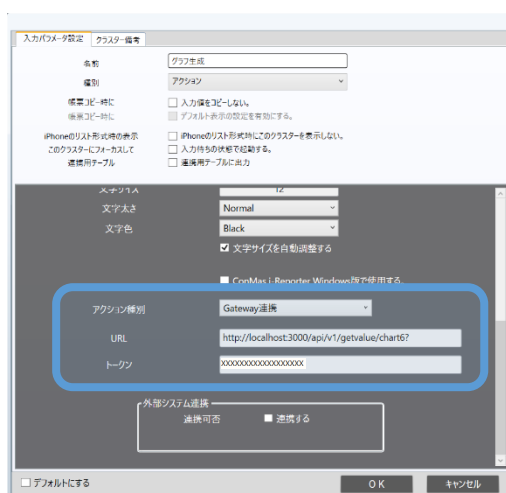 入力パラメータ設定 クラスター備考
名前 グラフ生成
種別 アクション
帳票コピー時に 入力値をコピーしない。
帳票コピー時に デフォルト表示の設定を有効にする。
iPhoneのリスト形式時の表示 iPhoneのリスト形式時にこのクラスターを表示しない。
このクラスターにフォーカスして 入力待ちの状態で起動する。
連携用テーブル 連携用テーブルに出力
文字サイズ 12
文字太さ Normal
文字色 Black
文字サイズを自動調整する
ConMas i-Reporter Windows版で使用する。
アクション種別 Gateway連携
URL http://localhost:3000/api/v1/getvalue/chart6?
トークン XXXXXXXXXXXXXXXXXX
外部システム連携
連携可否 連携する
デフォルトにする OK キャンセル